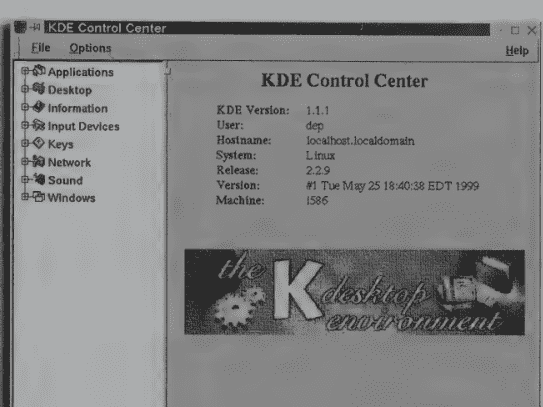 KDE Control Center
File Options Help
Applications
Desktop
Information
Input Devices
Keys
Network
Sound
Windows
KDE Control Center
KDE Version: 1.1.1
User: dep
Hostname: localhost.localdomain
System: Linux
Release: 2.2.9
Version: #1 Tue May 25 18:40:38 EDT 1999
Machine: i586
the K desktop environment